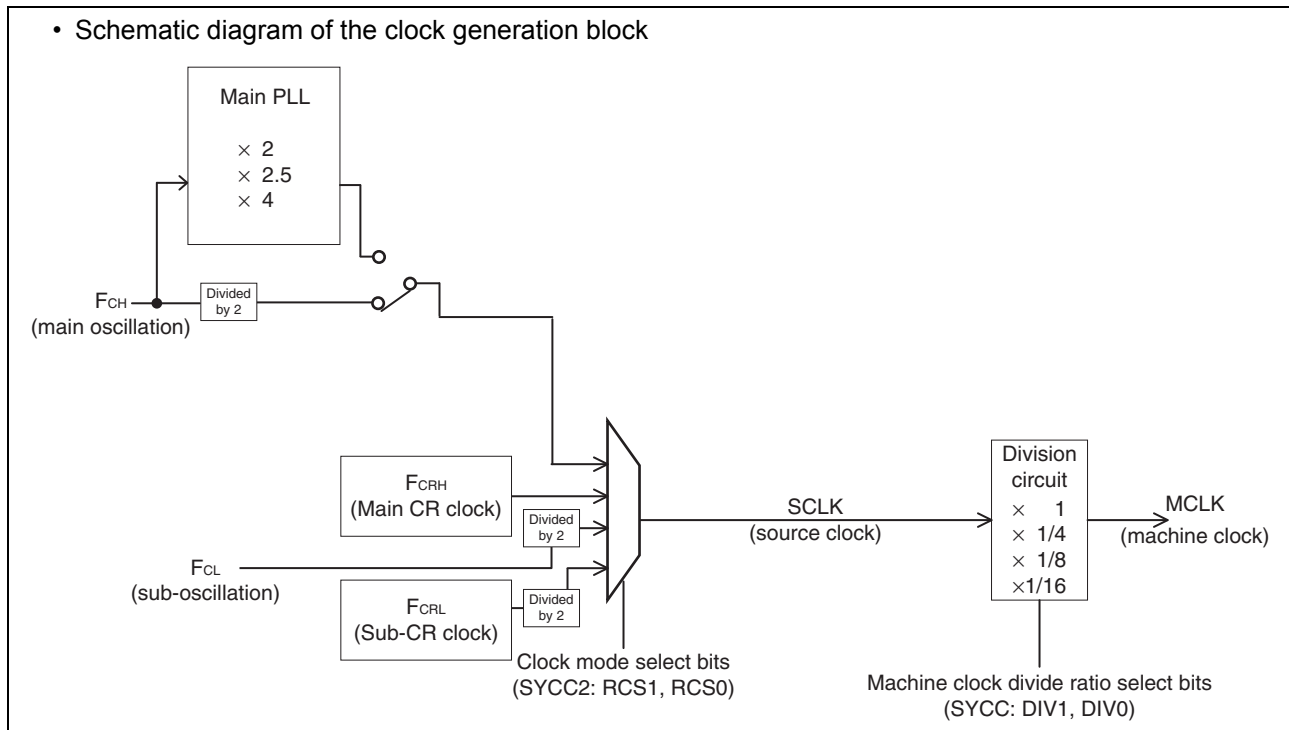 • Schematic diagram of the clock generation block
Main PLL
× 2
× 2.5
× 4
FCH
(main oscillation)
Divided
by 2
FCRH
(Main CR clock)
Divided
by 2
FCL
(sub-oscillation)
FCRL
(Sub-CR clock)
Divided
by 2
Clock mode select bits
(SYCC2: RCS1, RCS0)
SCLK
(source clock)
Division
circuit
× 1
× 1/4
× 1/8
×1/16
MCLK
(machine clock)
Machine clock divide ratio select bits
(SYCC: DIV1, DIV0)